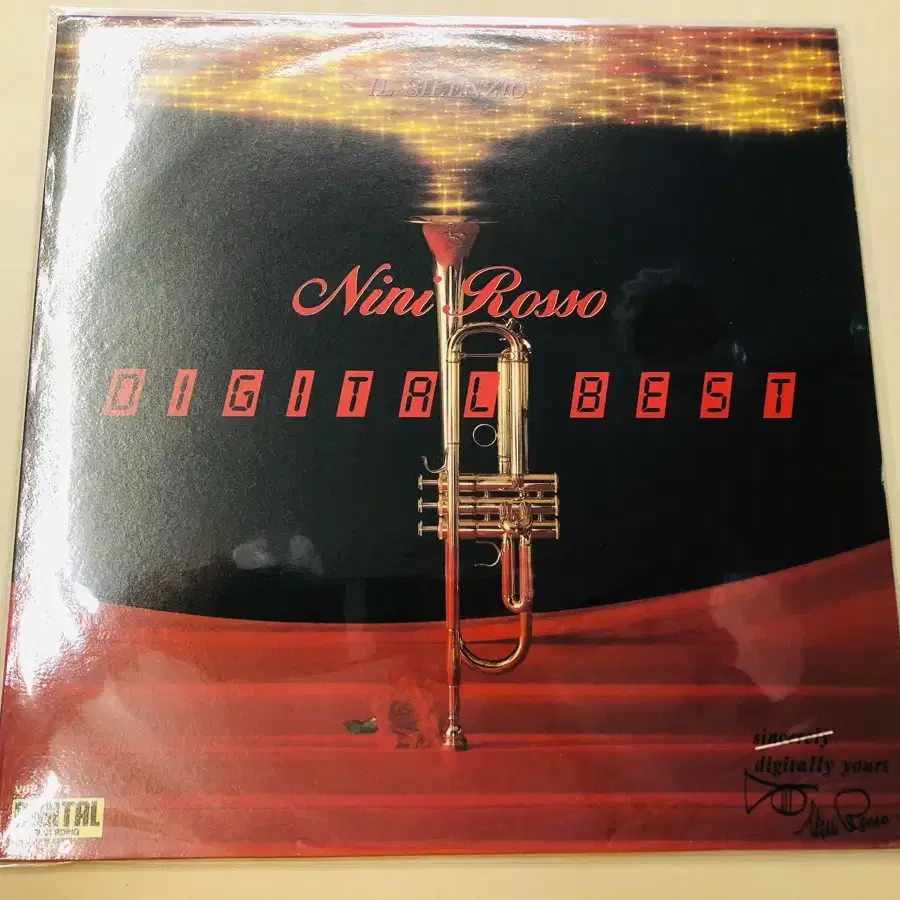 IL SILENZIO
Nini Rosso
DIGITAL BEST
sincerely
digitally yours
Nini Rosso
DIGITAL